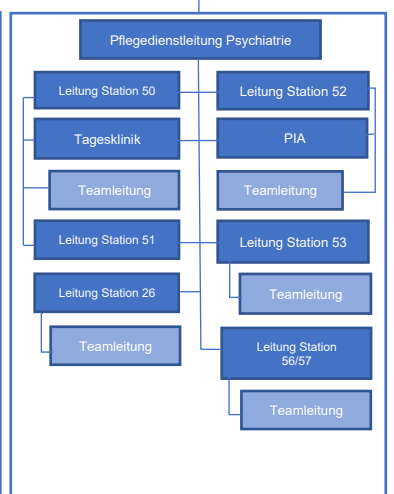 Pflegedienstleitung Psychiatrie
Leitung Station 50
Leitung Station 52
Tagesklinik
PIA
Teamleitung
Teamleitung
Leitung Station 51
Leitung Station 53
Leitung Station 26
Teamleitung
Teamleitung
Leitung Station
56/57
Teamleitung